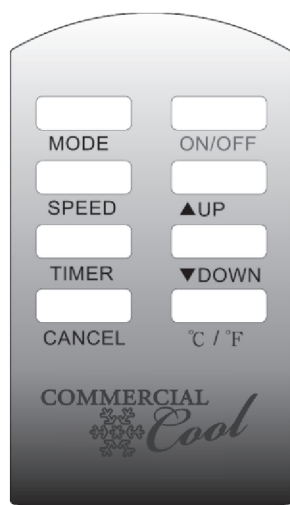 MODE ON/OFF
SPEED ▲UP
TIMER ▼DOWN
CANCEL ℃ / ℉
COMMERCIAL
Cool